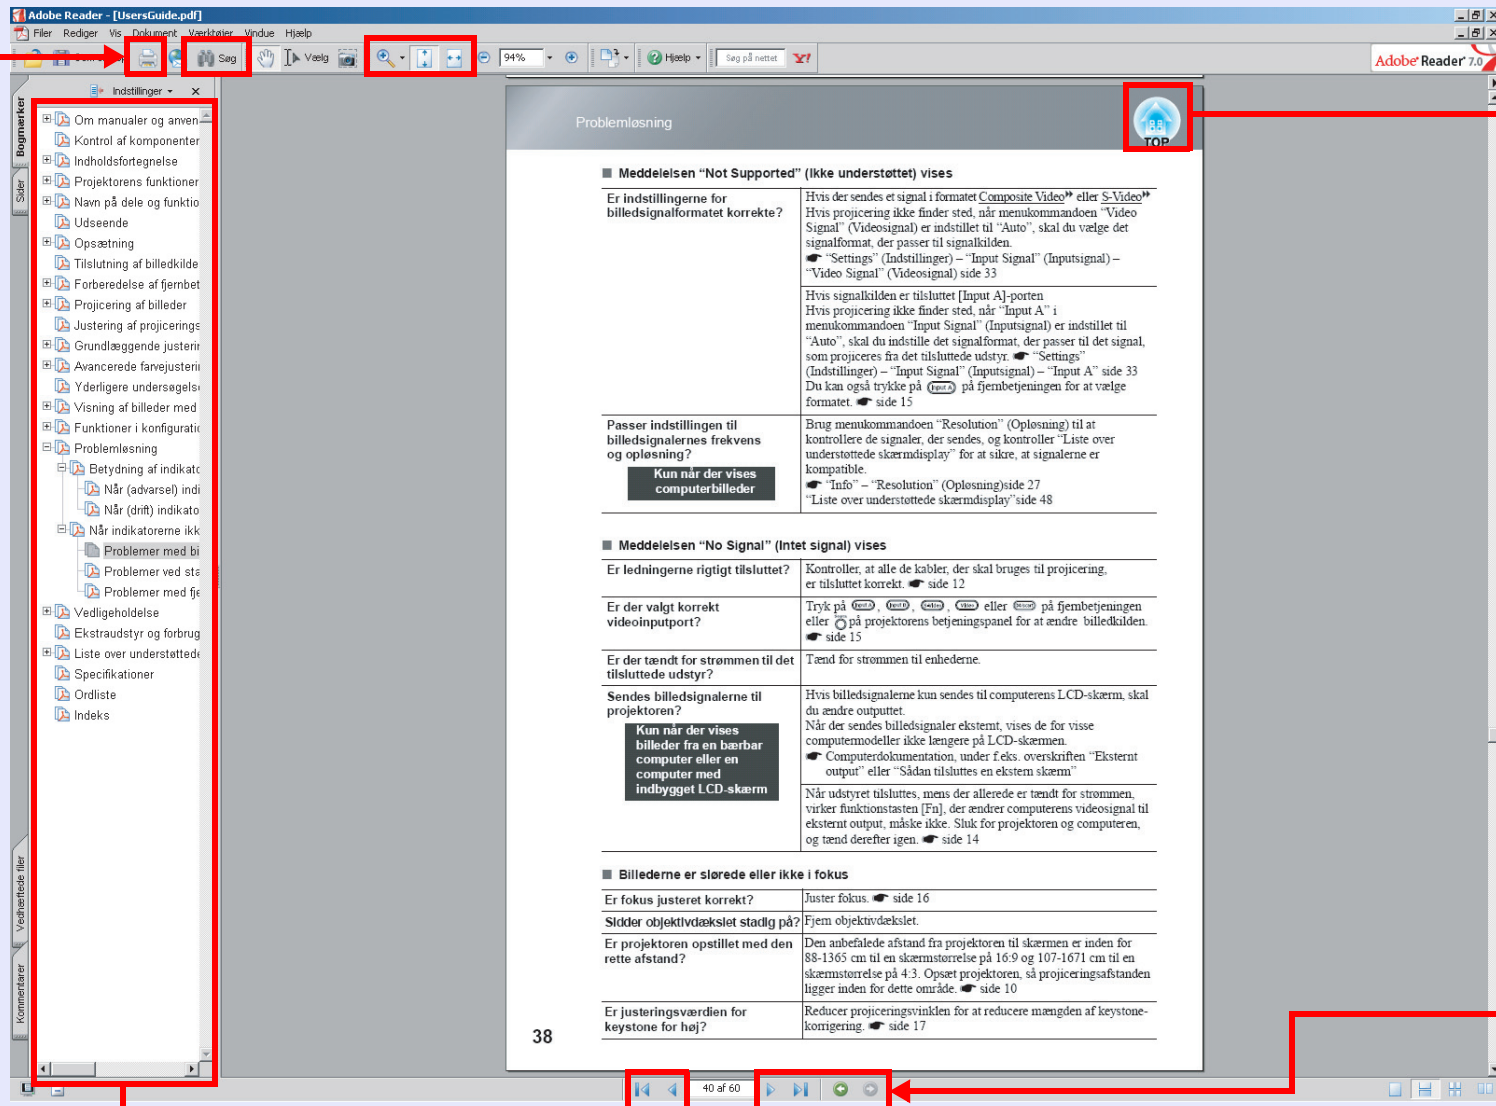 Adobe Reader - [UsersGuide.pdf]
Filer Rediger Vis Dokument Værktøjer Vindue Hjælp
Søg Vælg 94% Hjælp Søg på nettet Y!
Adobe Reader 7.0
Indstillinger x
Bogmærker
Sider
Vedhæftede filer
Kommentarer
Om manualer og anven
Kontrol af komponenter
Indholdsfortegnelse
Projektorens funktioner
Navn på dele og funktio
Udseende
Opsætning
Tilslutning af billedkilde
Forberedelse af fjernbet
Projicering af billeder
Justering af projicerings
Grundlæggende justerir
Avancerede farvejusteri
Yderligere undersøgels
Visning af billeder med
Funktioner i konfiguratic
Problemløsning
Betydning af indikato
Når (advarsel) indi
Når (drift) indikato
Når indikatorerne ikk
Problemer med bi
Problemer ved sta
Problemer med fje
Vedligeholdelse
Ekstraudstyr og forbrug
Liste over understøttede
Specifikationer
Ordliste
Indeks
Problemløsning
TOP
Meddelelsen “Not Supported” (Ikke understøttet) vises
Er indstillingerne for
billedsignalformatet korrekte?
Hvis der sendes et signal i formatet Composite Video eller S-Video
Hvis projicering ikke finder sted, når menukommandoen “Video
Signal” (Videosignal) er indstillet til “Auto”, skal du vælge det
signalformat, der passer til signalkilden.
“Settings” (Indstillinger) – “Input Signal” (Inputsignal) –
“Video Signal” (Videosignal) side 33
Hvis signalkilden er tilsluttet [Input A]-porten
Hvis projicering ikke finder sted, når “Input A” i
menukommandoen “Input Signal” (Inputsignal) er indstillet til
“Auto”, skal du indstille det signalformat, der passer til det signal,
som projiceres fra det tilsluttede udstyr. “Settings”
(Indstillinger) – “Input Signal” (Inputsignal) – “Input A” side 33
Du kan også trykke på Input A på fjernbetjeningen for at vælge
formatet. side 15
Passer indstillingen til
billedsignalernes frekvens
og opløsning?
Kun når der vises
computerbilleder
Brug menukommandoen “Resolution” (Opløsning) til at
kontrollere de signaler, der sendes, og kontroller “Liste over
understøttede skærmdisplay” for at sikre, at signalerne er
kompatible.
“Info” – “Resolution” (Opløsning)side 27
“Liste over understøttede skærmdisplay”side 48
Meddelelsen “No Signal” (Intet signal) vises
Er ledningerne rigtigt tilsluttet?
Kontroller, at alle de kabler, der skal bruges til projicering,
er tilsluttet korrekt. side 12
Er der valgt korrekt
videoinputport?
Tryk på Input A, Input B, S-Video, Video eller på fjernbetjeningen
eller på projektorens betjeningspanel for at ændre billedkilden.
side 15
Er der tændt for strømmen til det
tilsluttede udstyr?
Tænd for strømmen til enhederne.
Sendes billedsignalerne til
projektoren?
Kun når der vises
billeder fra en bærbar
computer eller en
computer med
indbygget LCD-skærm
Hvis billedsignalerne kun sendes til computerens LCD-skærm, skal
du ændre outputtet.
Når der sendes billedsignaler eksternt, vises de for visse
computermodeller ikke længere på LCD-skærmen.
Computerdokumentation, under f.eks. overskriften “Eksternt
output” eller “Sådan tilsluttes en ekstern skærm”
Når udstyret tilsluttes, mens der allerede er tændt for strømmen,
virker funktionstasten [Fn], der ændrer computerens videosignal til
eksternt output, måske ikke. Sluk for projektoren og computeren,
og tænd derefter igen. side 14
Billederne er slørede eller ikke i fokus
Er fokus justeret korrekt?
Juster fokus. side 16
Sidder objektivdækslet stadig på?
Fjern objektivdækslet.
Er projektoren opstillet med den
rette afstand?
Den anbefalede afstand fra projektoren til skærmen er inden for
88-1365 cm til en skærmstørrelse på 16:9 og 107-1671 cm til en
skærmstørrelse på 4:3. Opsæt projektoren, så projiceringsafstanden
ligger inden for dette område. side 10
Er justeringsværdien for
keystone for høj?
Reducer projiceringsvinklen for at reducere mængden af keystone-
korrigering. side 17
38
40 af 60